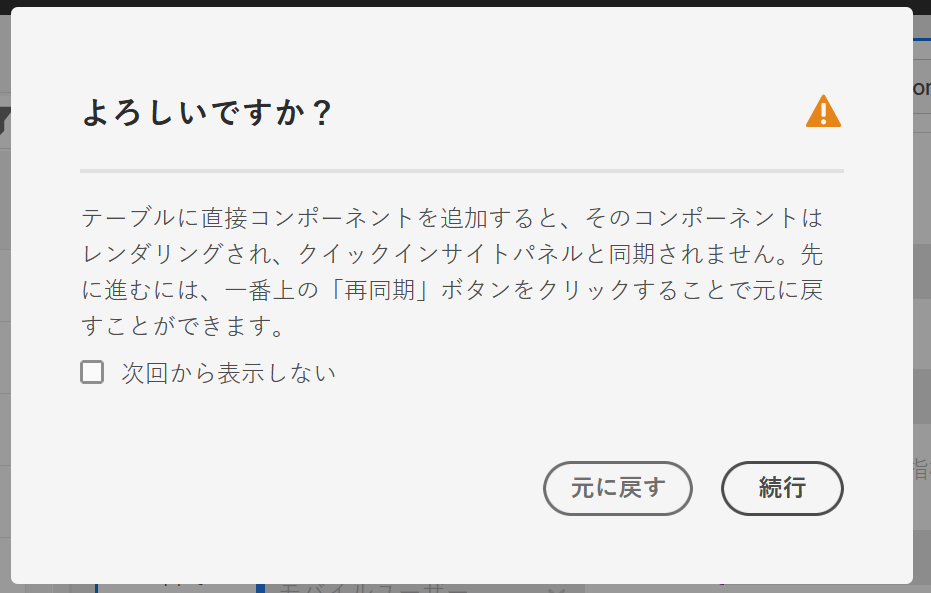 よろしいですか？
テーブルに直接コンポーネントを追加すると、そのコンポーネントは
レンダリングされ、クイックインサイトパネルと同期されません。先
に進むには、一番上の「再同期」ボタンをクリックすることで元に戻
すことができます。
次回から表示しない
元に戻す
続行